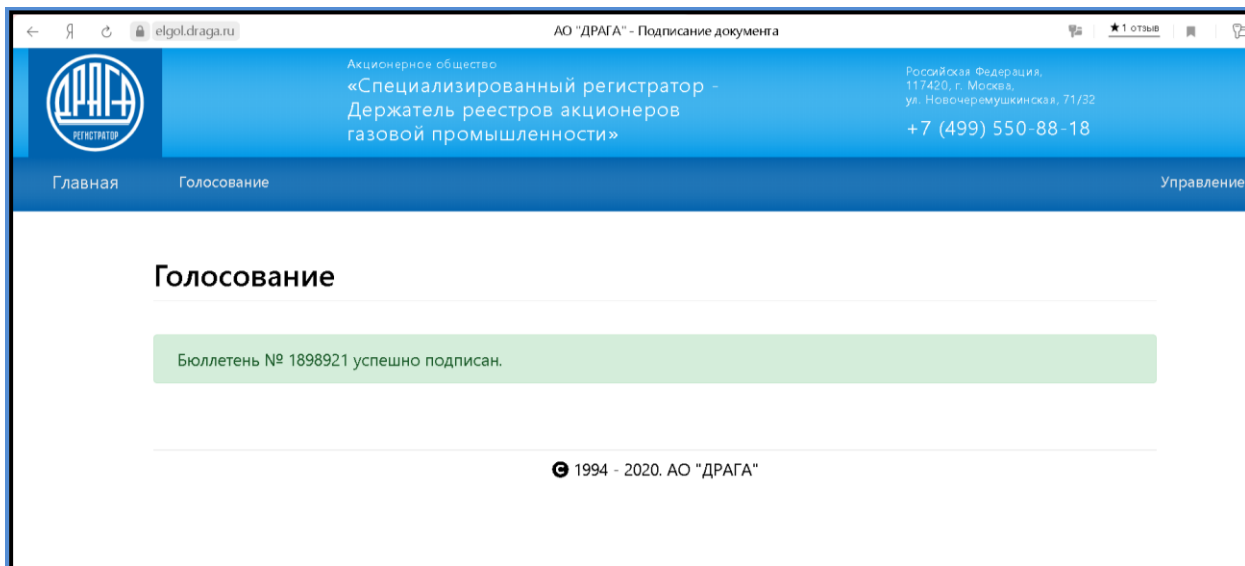 Я elgol.draga.ru АО "ДРАГА" - Подписание документа ★1 отзыв
ДРАГА
РЕГИСТРАТОР
Акционерное общество
«Специализированный регистратор -
Держатель реестров акционеров
газовой промышленности»
Российская Федерация,
117420, г. Москва,
ул. Новочеремушкинская, 71/32
+7 (499) 550-88-18
Главная Голосование Управление
Голосование
Бюллетень № 1898921 успешно подписан.
© 1994 - 2020. АО "ДРАГА"